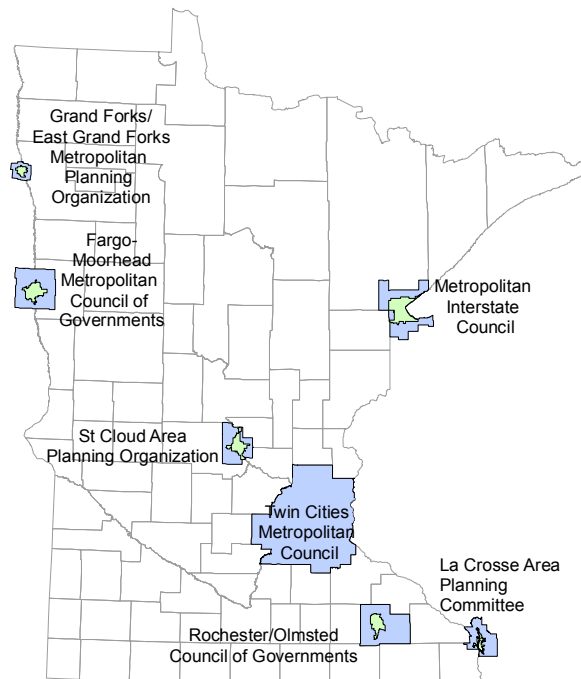 Grand Forks/
East Grand Forks
Metropolitan
Planning
Organization
Fargo-
Moorhead
Metropolitan
Council of
Governments
Metropolitan
Interstate
Council
St Cloud Area
Planning Organization
Twin Cities
Metropolitan
Council
La Crosse Area
Planning
Committee
Rochester/Olmsted
Council of Governments